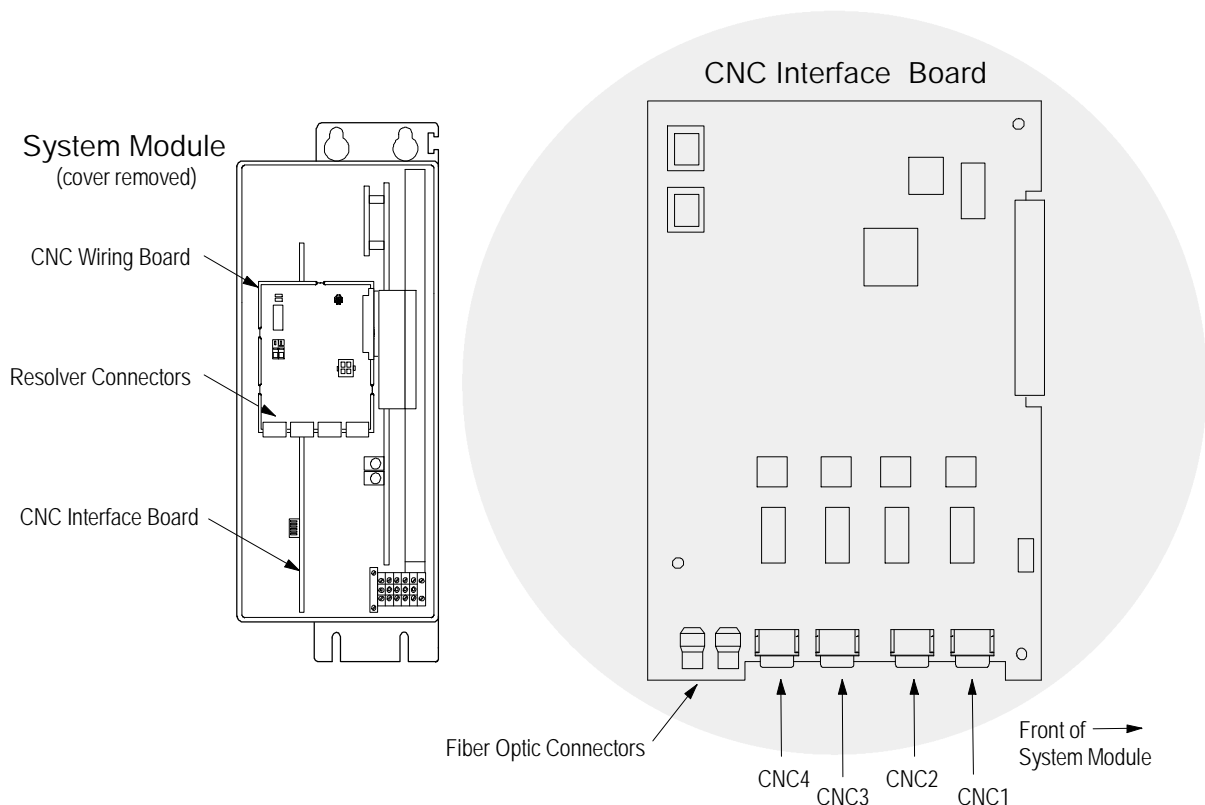 CNC Interface Board
System Module
(cover removed)
CNC Wiring Board
Resolver Connectors
CNC Interface Board
Fiber Optic Connectors
CNC4
CNC3
CNC2
CNC1
Front of
System Module